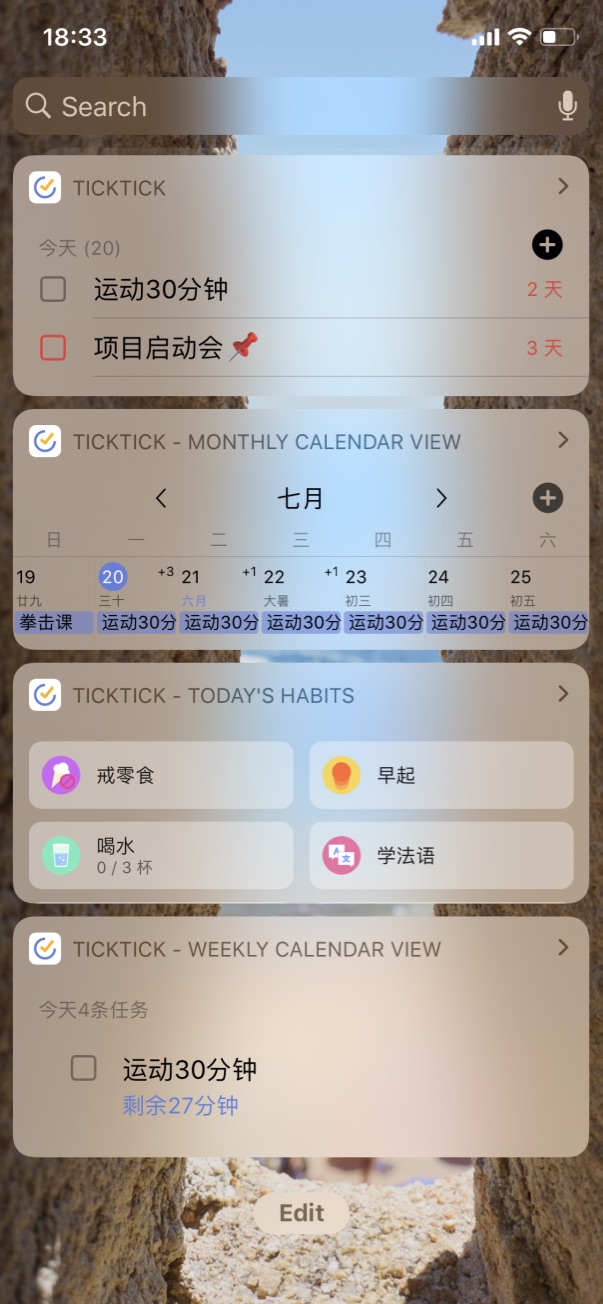 18:33
Search
TICKTICK
今天 (20)
运动30分钟 2 天
项目启动会 3 天
TICKTICK - MONTHLY CALENDAR VIEW
七月
日 一 二 三 四 五 六
19 20 +3 21 +1 22 +1 23 24 25
廿九 三十 六月 大暑 初三 初四 初五
拳击课 运动30分 运动30分 运动30分 运动30分 运动30分 运动30分
TICKTICK - TODAY'S HABITS
戒零食 早起
喝水 学法语
0 / 3 杯
TICKTICK - WEEKLY CALENDAR VIEW
今天4条任务
运动30分钟
剩余27分钟
Edit